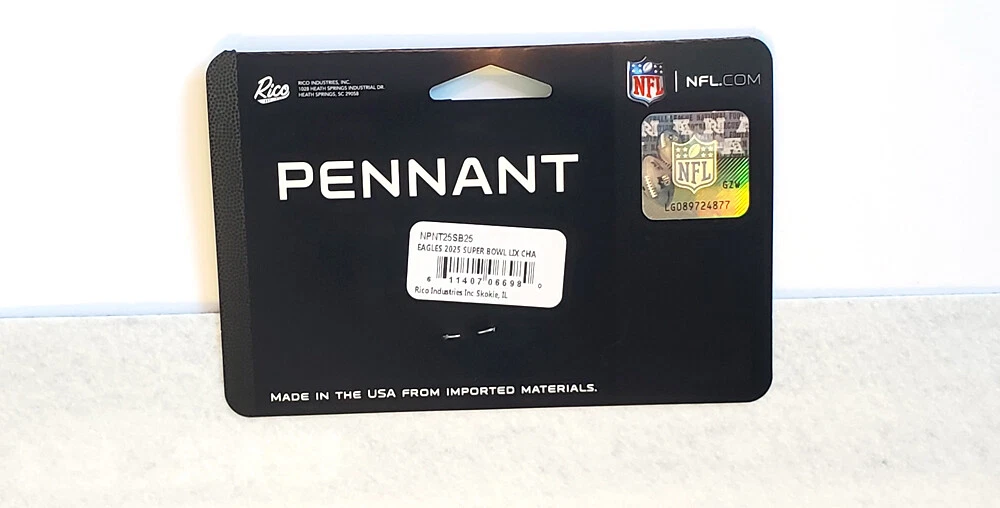 Rico
RICO INDUSTRIES, INC.
1028 HEATH SPRINGS INDUSTRIAL DR.
HEATH SPRINGS, SC 29058
NFL | NFL.COM
PENNANT
NFL
GZW
LG089724877
NPNT25SB25
EAGLES 2025 SUPER BOWL LIX CHA
6 11407 06698 0
Rico Industries Inc Skokie, IL
MADE IN THE USA FROM IMPORTED MATERIALS.